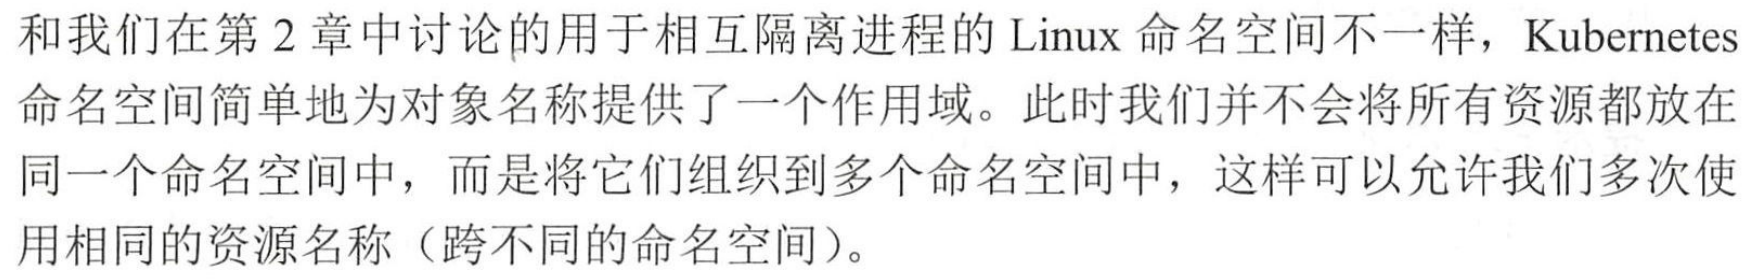 和我们在第 2 章中讨论的用于相互隔离进程的 Linux 命名空间不一样，Kubernetes
命名空间简单地为对象名称提供了一个作用域。此时我们并不会将所有资源都放在
同一个命名空间中，而是将它们组织到多个命名空间中，这样可以允许我们多次使
用相同的资源名称（跨不同的命名空间）。